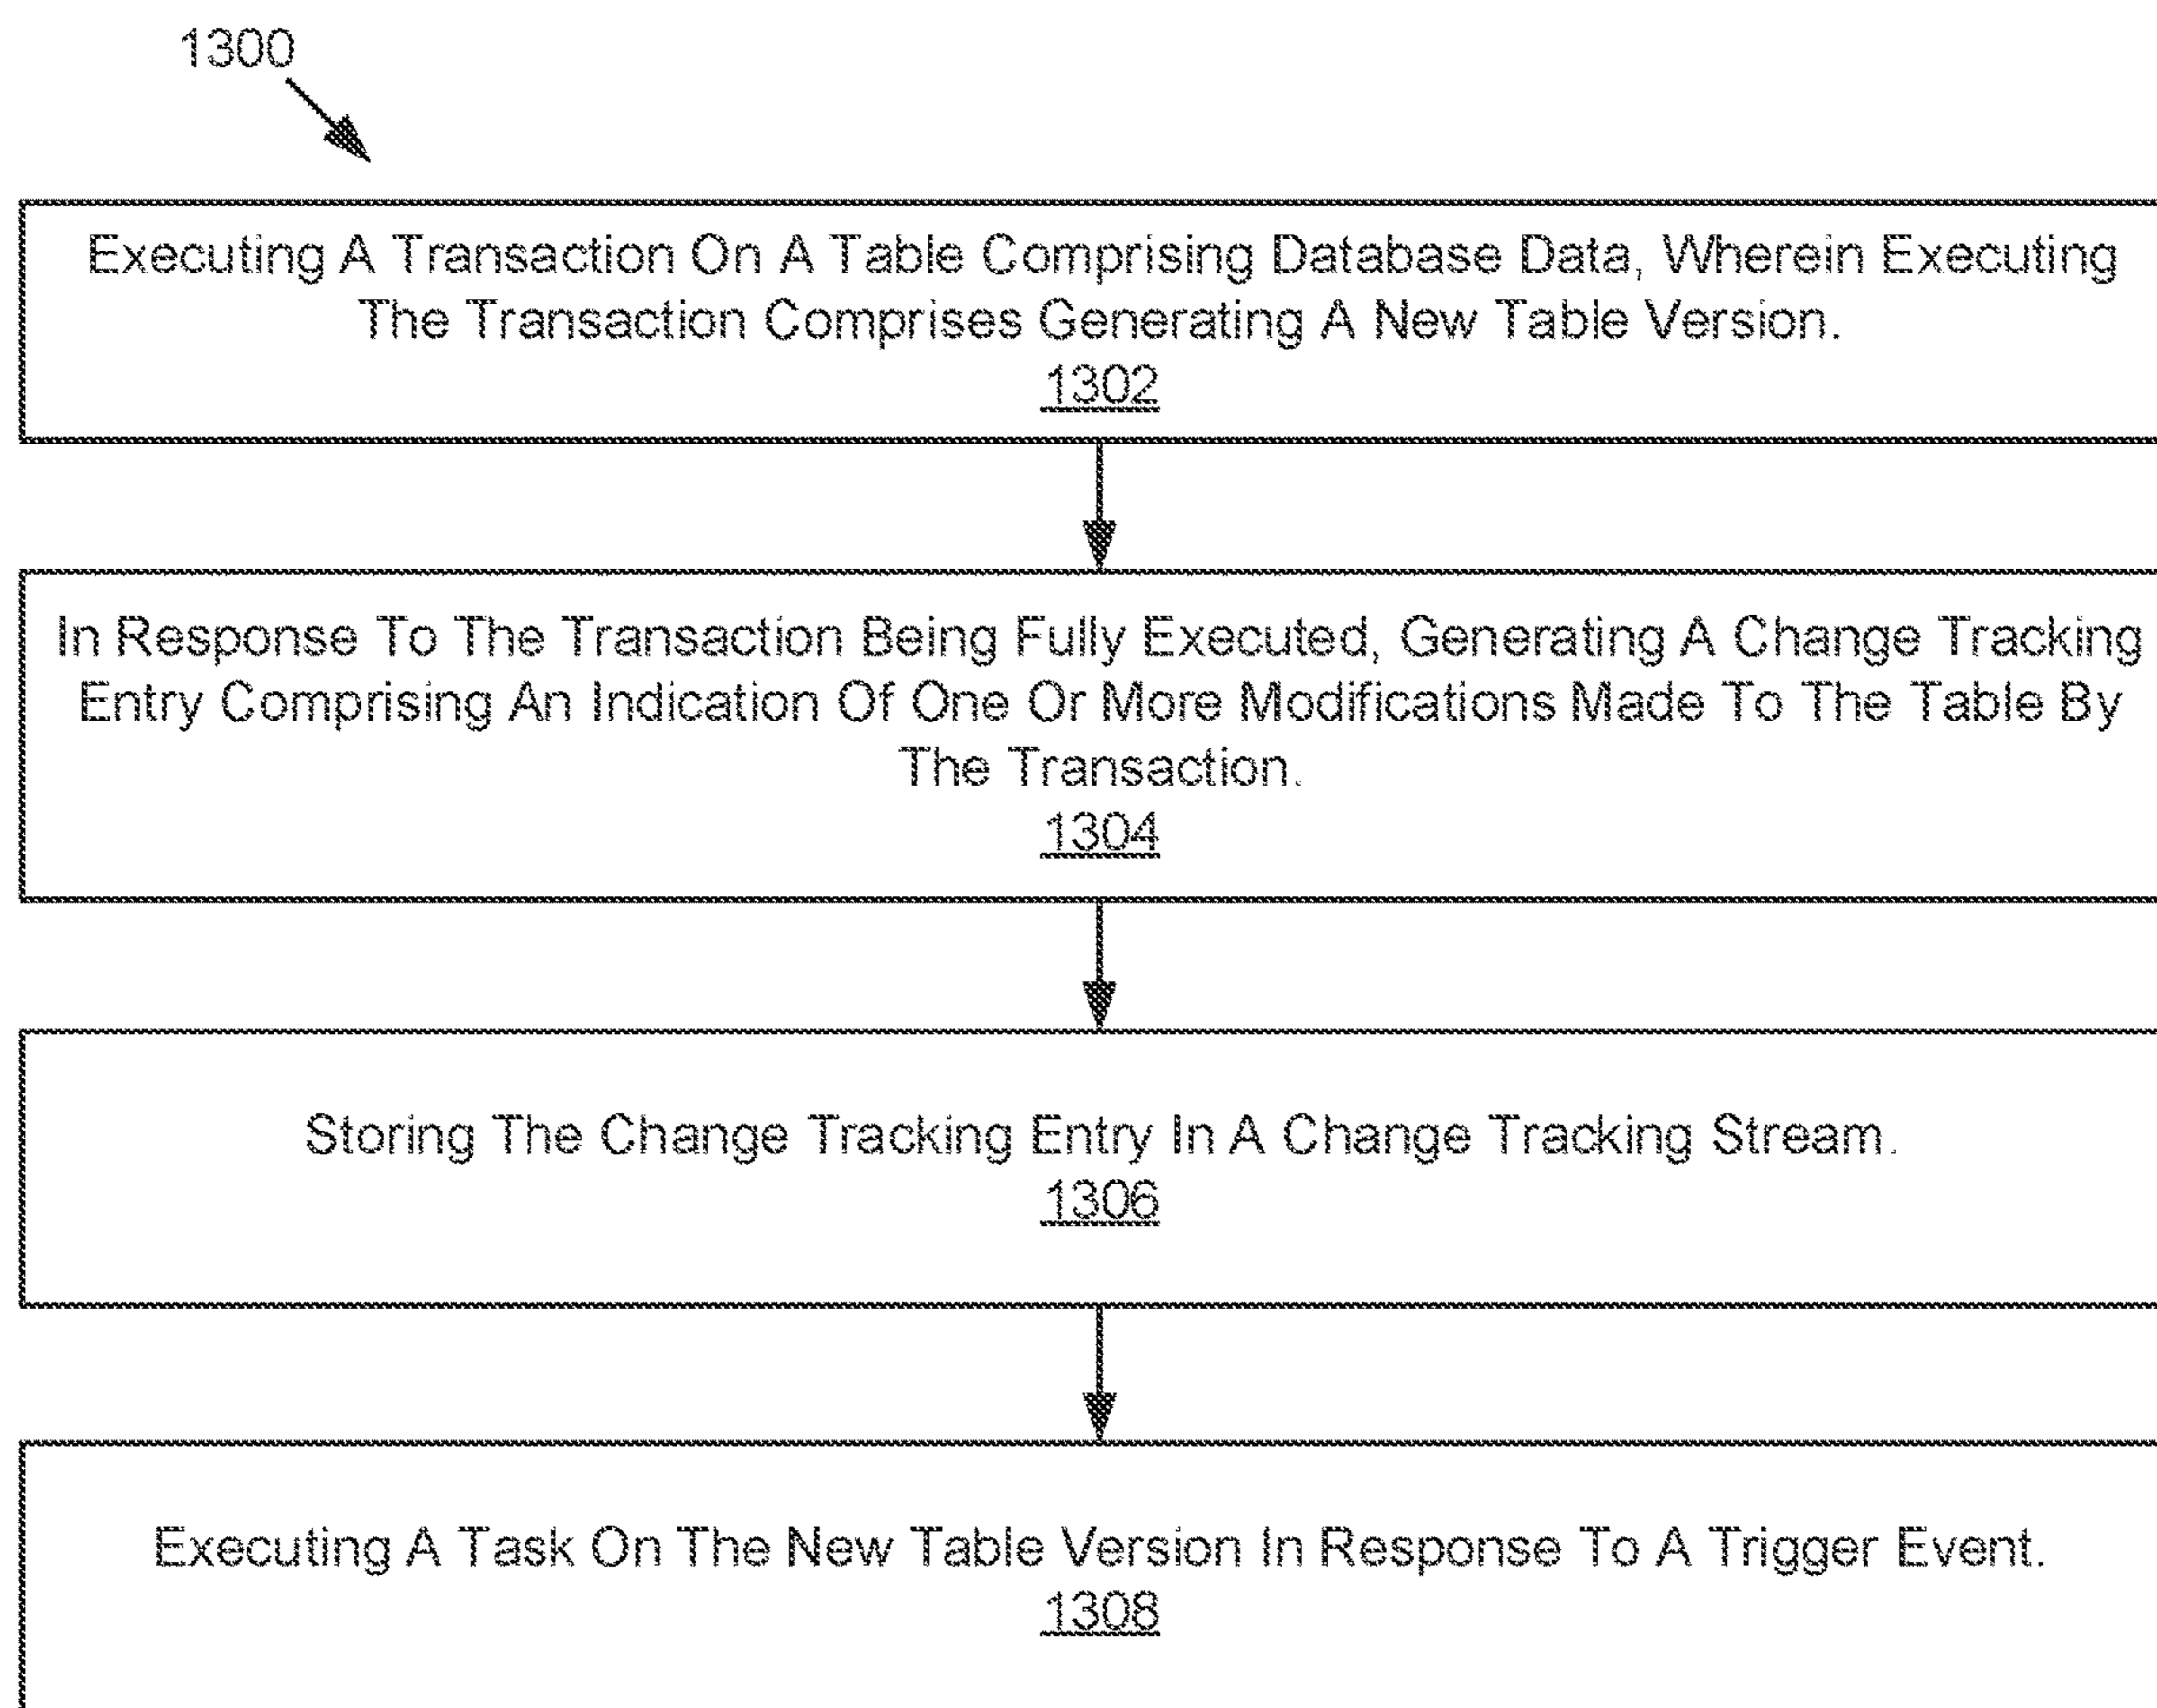 1300
Executing A Transaction On A Table Comprising Database Data, Wherein Executing
The Transaction Comprises Generating A New Table Version.
1302
In Response To The Transaction Being Fully Executed, Generating A Change Tracking
Entry Comprising An Indication Of One Or More Modifications Made To The Table By
The Transaction.
1304
Storing The Change Tracking Entry In A Change Tracking Stream.
1306
Executing A Task On The New Table Version In Response To A Trigger Event.
1308